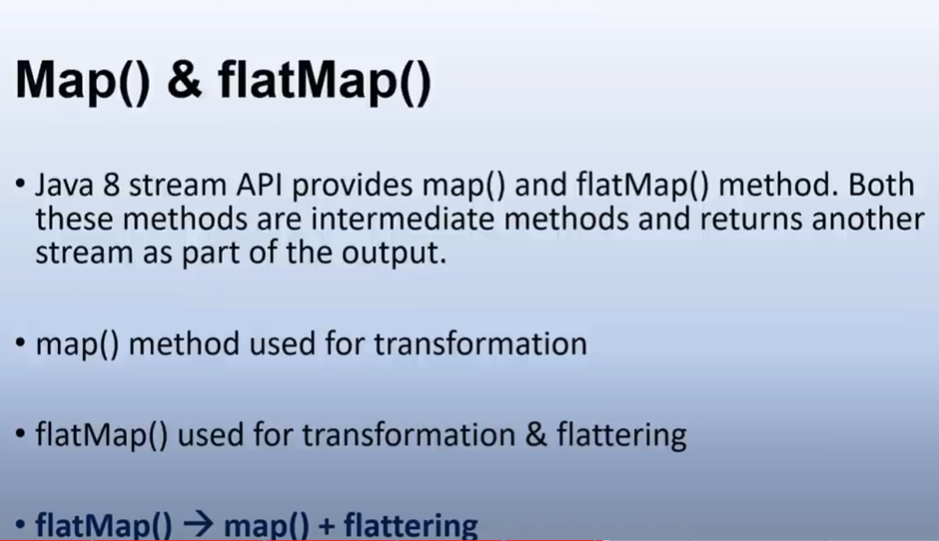 Map() & flatMap()
• Java 8 stream API provides map() and flatMap() method. Both
these methods are intermediate methods and returns another
stream as part of the output.
• map() method used for transformation
• flatMap() used for transformation & flattering
• flatMap() → map() + flattering